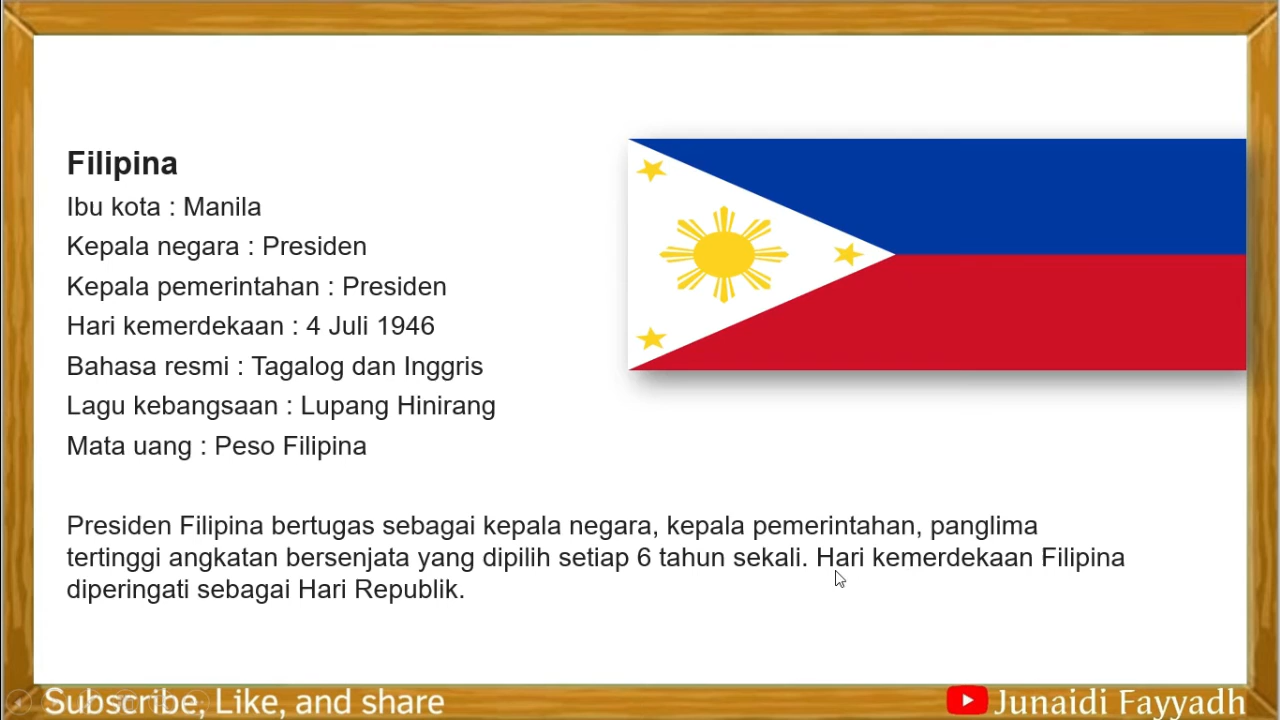 Filipina
Ibu kota : Manila
Kepala negara : Presiden
Kepala pemerintahan : Presiden
Hari kemerdekaan : 4 Juli 1946
Bahasa resmi : Tagalog dan Inggris
Lagu kebangsaan : Lupang Hinirang
Mata uang : Peso Filipina
Presiden Filipina bertugas sebagai kepala negara, kepala pemerintahan, panglima
tertinggi angkatan bersenjata yang dipilih setiap 6 tahun sekali. Hari kemerdekaan Filipina
diperingati sebagai Hari Republik.
Subscribe, Like, and share
Junaidi Fayyadh